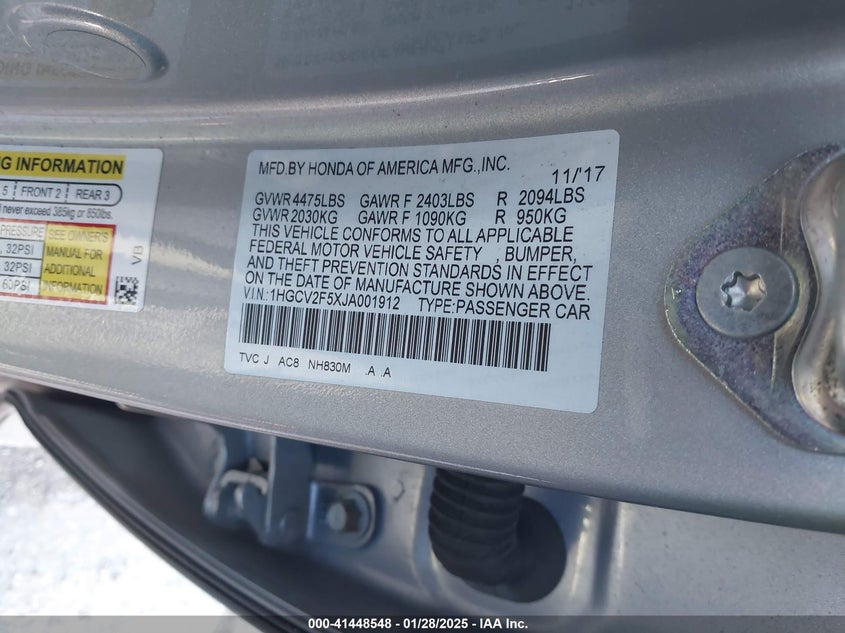 G INFORMATION
5 FRONT 2 REAR 3
never exceed 385kg or 850lbs.
PRESSURE SEE OWNER'S
32PSI MANUAL FOR
32PSI ADDITIONAL
60PSI INFORMATION
VB
MFD.BY HONDA OF AMERICA MFG.,INC. 11/17
GVWR 4475LBS GAWR F 2403LBS R 2094LBS
GVWR 2030KG GAWR F 1090KG R 950KG
THIS VEHICLE CONFORMS TO ALL APPLICABLE
FEDERAL MOTOR VEHICLE SAFETY , BUMPER,
AND THEFT PREVENTION STANDARDS IN EFFECT
ON THE DATE OF MANUFACTURE SHOWN ABOVE.
V.I.N.:1HGCV2F5XJA001912 TYPE:PASSENGER CAR
TVC J AC8 NH830M .A .A
000-41448548 - 01/28/2025 - IAA Inc.